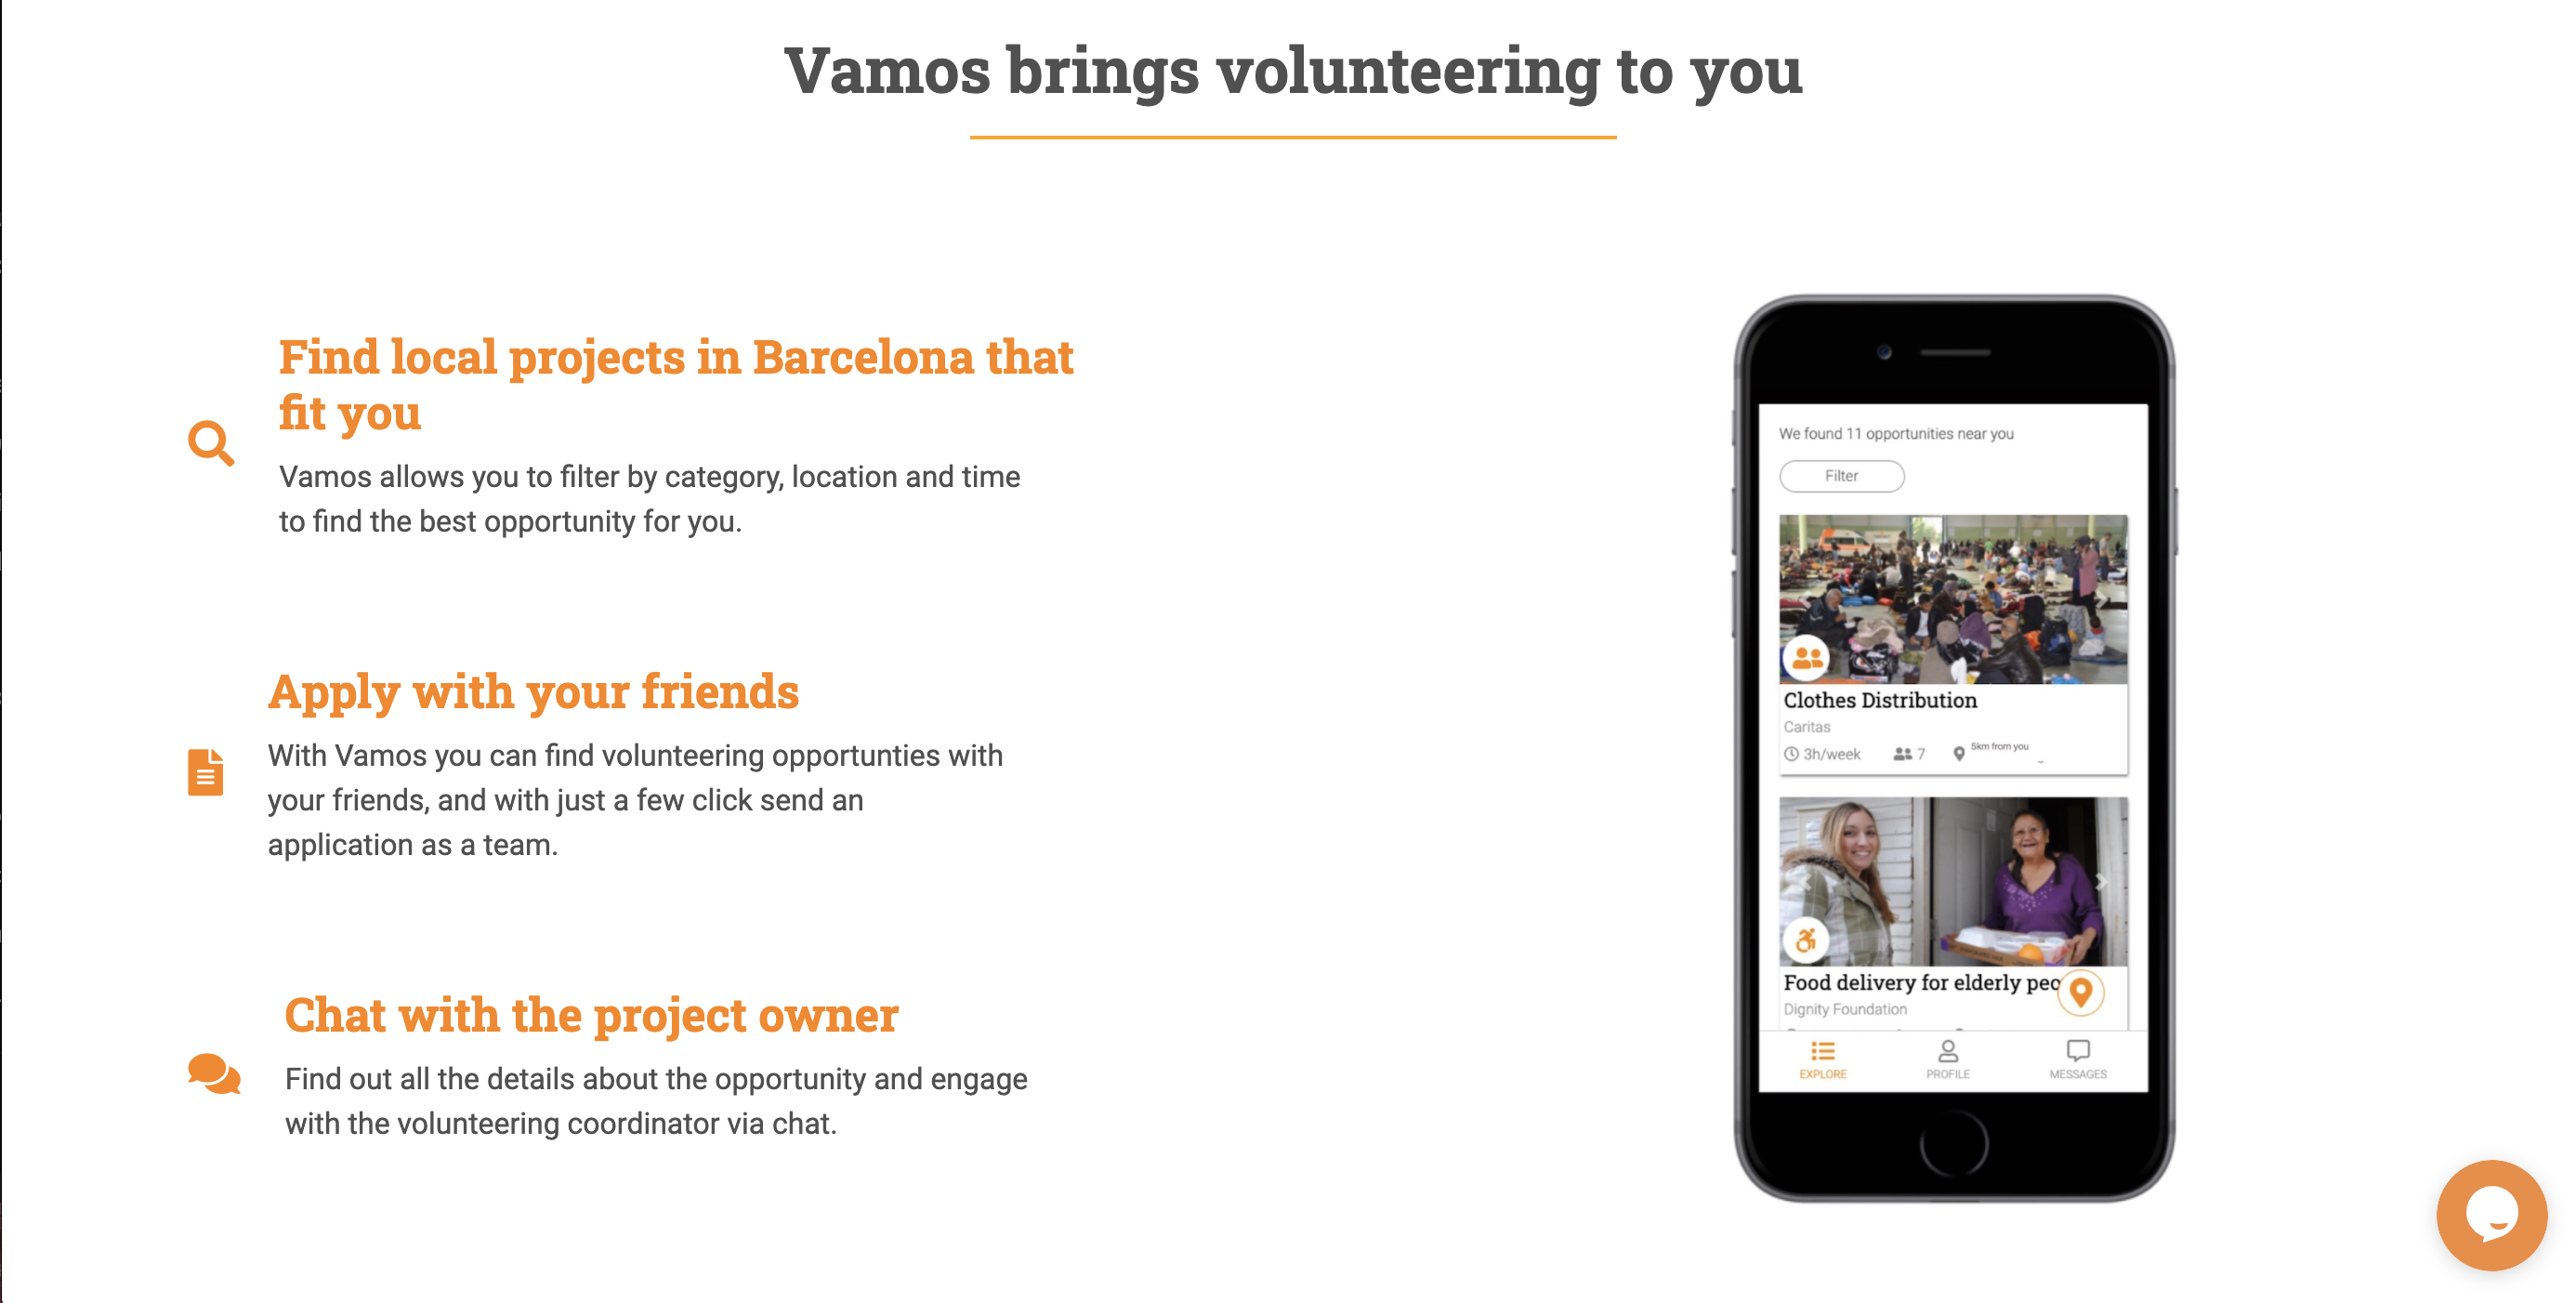 Vamos brings volunteering to you
Find local projects in Barcelona that
fit you
Vamos allows you to filter by category, location and time
to find the best opportunity for you.
Apply with your friends
With Vamos you can find volunteering opportunties with
your friends, and with just a few click send an
application as a team.
Chat with the project owner
Find out all the details about the opportunity and engage
with the volunteering coordinator via chat.
We found 11 opportunities near you
Filter
Clothes Distribution
Caritas
3h/week 7 5km from you
Food delivery for elderly peo
Dignity Foundation
EXPLORE PROFILE MESSAGES